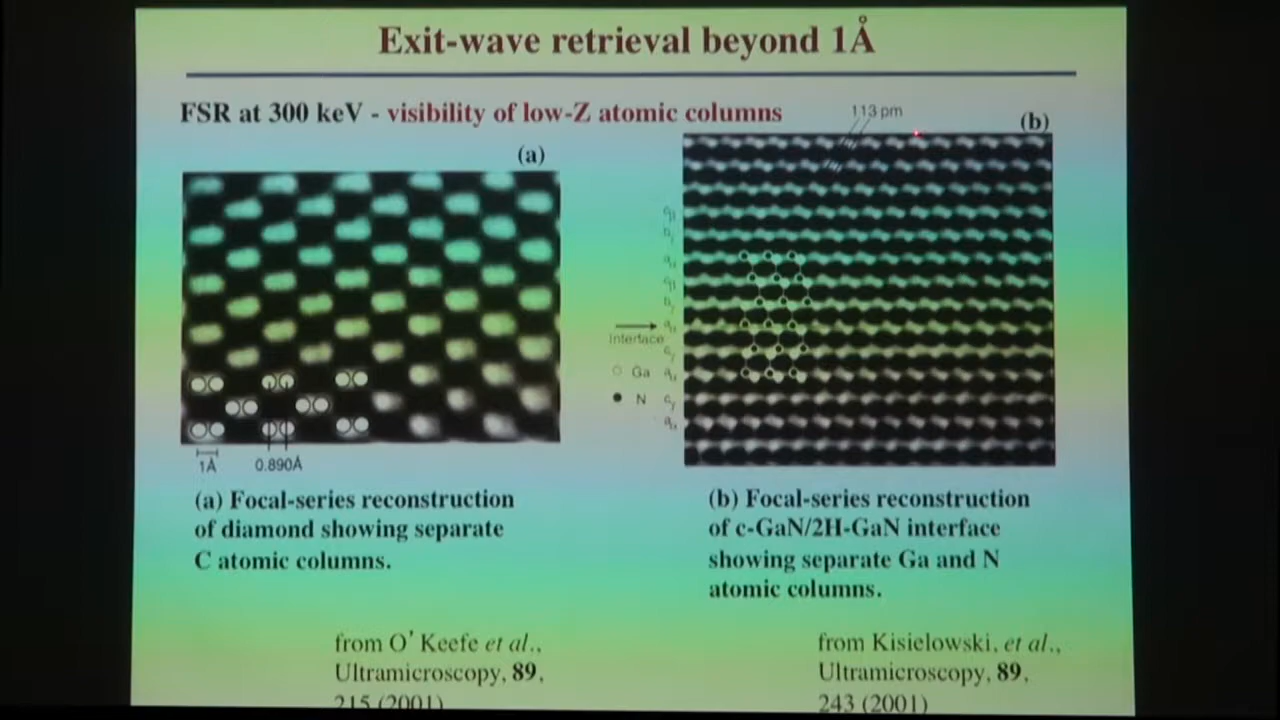 Exit-wave retrieval beyond 1Å
FSR at 300 keV - visibility of low-Z atomic columns
(a)
1Å
0.890Å
(a) Focal-series reconstruction
of diamond showing separate
C atomic columns.
from O' Keefe et al.,
Ultramicroscopy, 89,
215 (2001)
113 pm
(b)
Interface
Ga
N
(b) Focal-series reconstruction
of c-GaN/2H-GaN interface
showing separate Ga and N
atomic columns.
from Kisielowski, et al.,
Ultramicroscopy, 89,
243 (2001)